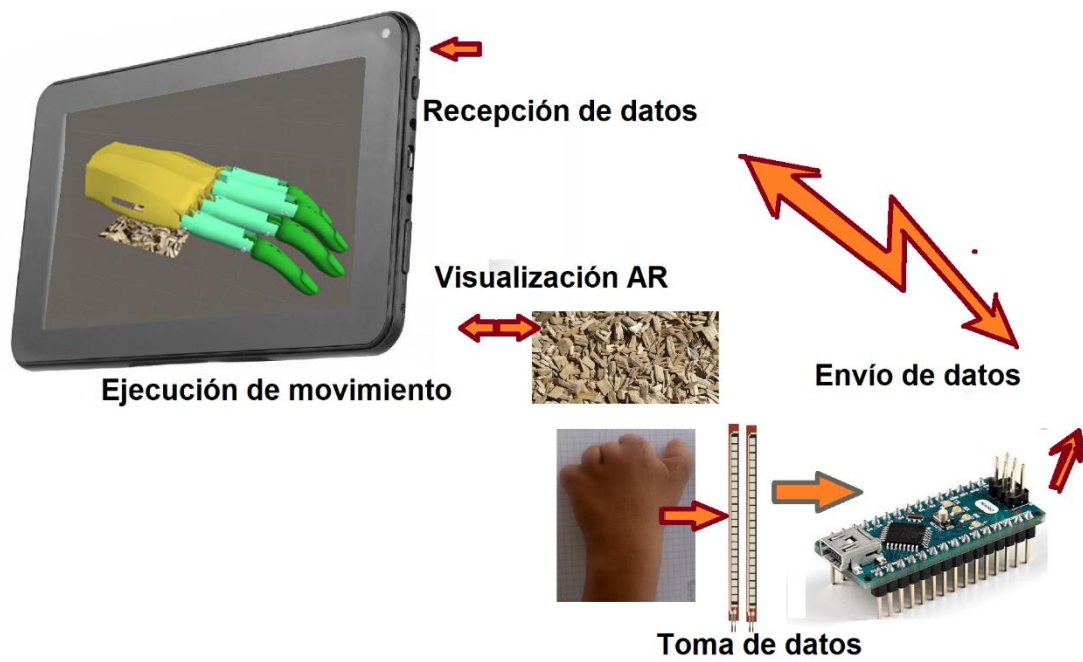 Recepción de datos
Visualización AR
Ejecución de movimiento
Envío de datos
Toma de datos